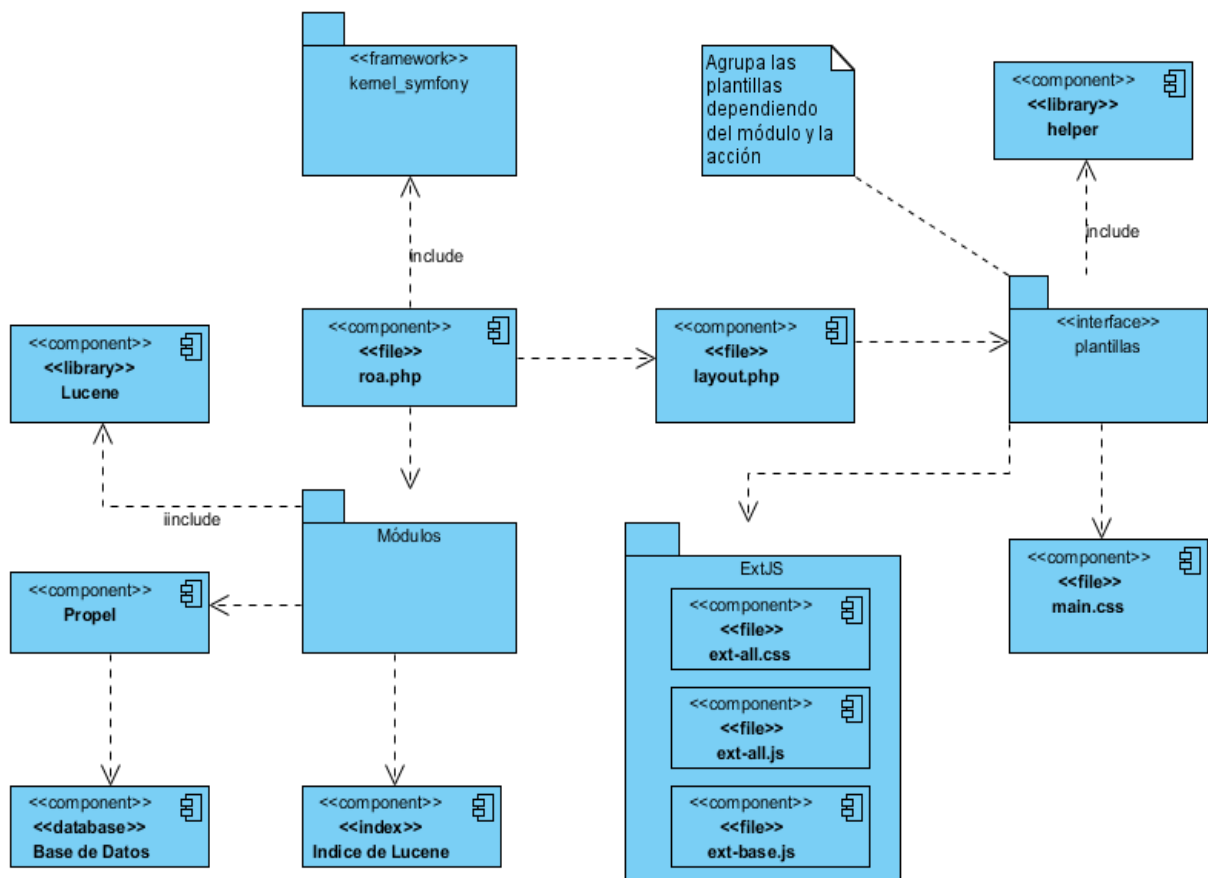 <<framework>>
kernel_symfony
Agrupa las
plantillas
dependiendo
del módulo y la
acción
<<component>>
<<library>>
helper
include
include
<<component>>
<<library>>
Lucene
<<component>>
<<file>>
roa.php
<<component>>
<<file>>
layout.php
<<interface>>
plantillas
iinclude
Módulos
<<component>>
Propel
ExtJS
<<component>>
<<file>>
ext-all.css
<<component>>
<<file>>
ext-all.js
<<component>>
<<file>>
ext-base.js
<<component>>
<<file>>
main.css
<<component>>
<<database>>
Base de Datos
<<component>>
<<index>>
Indice de Lucene